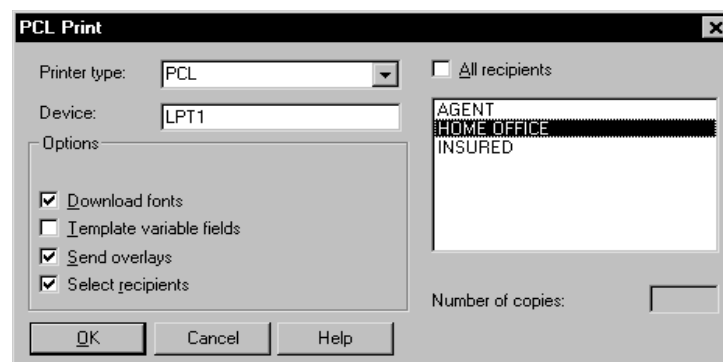 PCL Print
Printer type: PCL
Device: LPT1
Options
Download fonts
Template variable fields
Send overlays
Select recipients
OK Cancel Help
All recipients
AGENT
HOME OFFICE
INSURED
Number of copies: